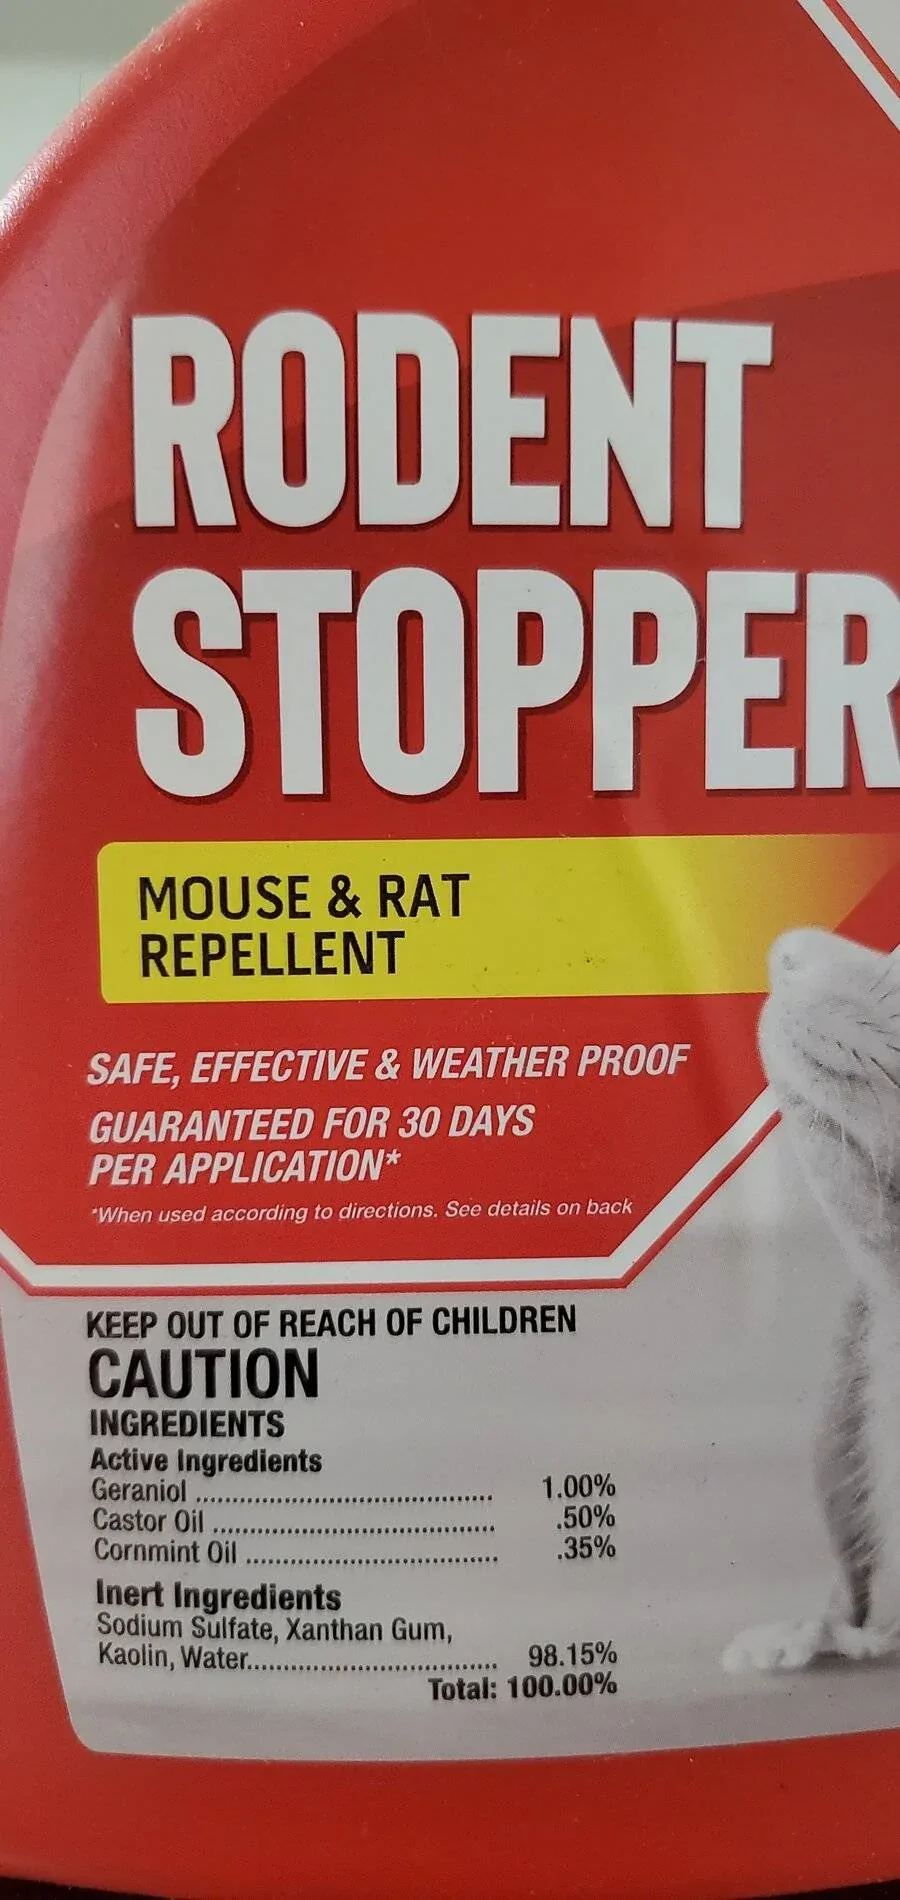 RODENT
STOPPER
MOUSE & RAT
REPELLENT
SAFE, EFFECTIVE & WEATHER PROOF
GUARANTEED FOR 30 DAYS
PER APPLICATION*
*When used according to directions. See details on back
KEEP OUT OF REACH OF CHILDREN
CAUTION
INGREDIENTS
Active Ingredients
Geraniol ........................................ 1.00%
Castor Oil ...................................... .50%
Cornmint Oil ................................... .35%
Inert Ingredients
Sodium Sulfate, Xanthan Gum,
Kaolin, Water................................... 98.15%
Total: 100.00%